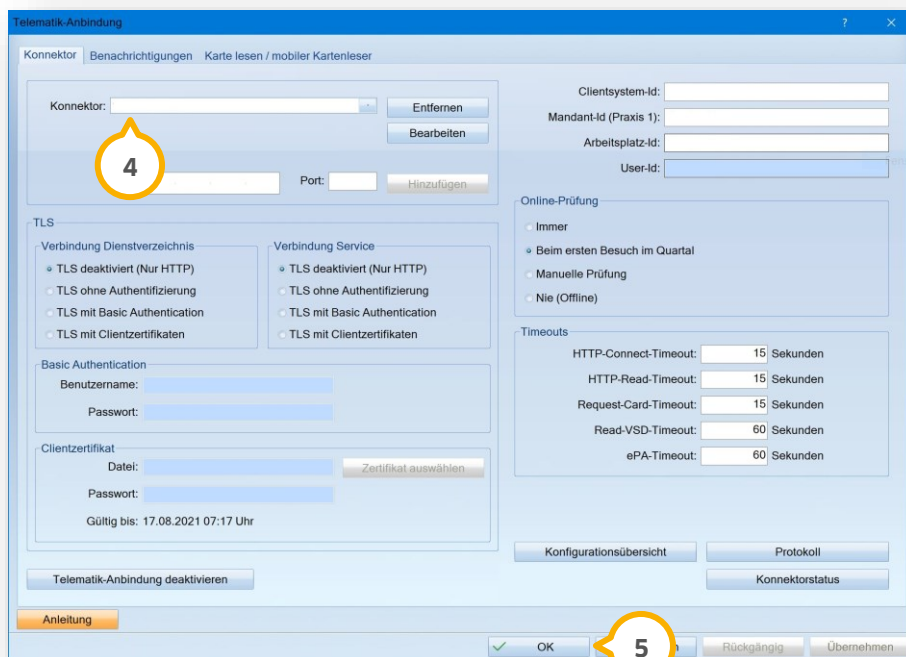 Telematik-Anbindung ? ×
Konnektor Benachrichtigungen Karte lesen / mobiler Kartenleser
Konnektor:
Entfernen
Bearbeiten
4
Port:
Hinzufügen
Clientsystem-Id:
Mandant-Id (Praxis 1):
Arbeitsplatz-Id:
User-Id:
TLS
Verbindung Dienstverzeichnis
TLS deaktiviert (Nur HTTP)
TLS ohne Authentifizierung
TLS mit Basic Authentication
TLS mit Clientzertifikaten
Verbindung Service
TLS deaktiviert (Nur HTTP)
TLS ohne Authentifizierung
TLS mit Basic Authentication
TLS mit Clientzertifikaten
Online-Prüfung
Immer
Beim ersten Besuch im Quartal
Manuelle Prüfung
Nie (Offline)
Basic Authentication
Benutzername:
Passwort:
Clientzertifikat
Datei:
Zertifikat auswählen
Passwort:
Gültig bis: 17.08.2021 07:17 Uhr
Timeouts
HTTP-Connect-Timeout: 15 Sekunden
HTTP-Read-Timeout: 15 Sekunden
Request-Card-Timeout: 15 Sekunden
Read-VSD-Timeout: 60 Sekunden
ePA-Timeout: 60 Sekunden
Konfigurationsübersicht Protokoll
Telematik-Anbindung deaktivieren
Konnektorstatus
Anleitung
OK 5 Rückgängig Übernehmen